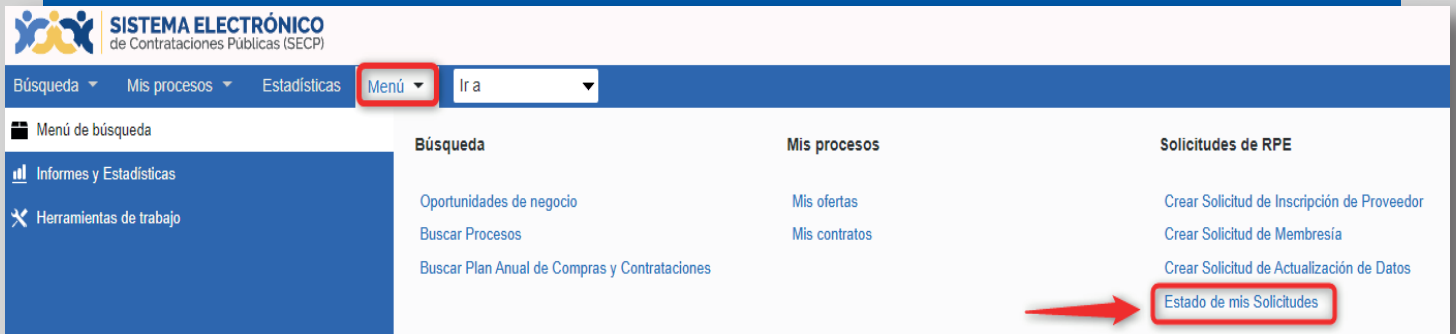 SISTEMA ELECTRÓNICO
de Contrataciones Públicas (SECP)
Búsqueda Mis procesos Estadísticas Menú Ir a
Menú de búsqueda
Informes y Estadísticas
Herramientas de trabajo
Búsqueda
Oportunidades de negocio
Buscar Procesos
Buscar Plan Anual de Compras y Contrataciones
Mis procesos
Mis ofertas
Mis contratos
Solicitudes de RPE
Crear Solicitud de Inscripción de Proveedor
Crear Solicitud de Membresía
Crear Solicitud de Actualización de Datos
Estado de mis Solicitudes